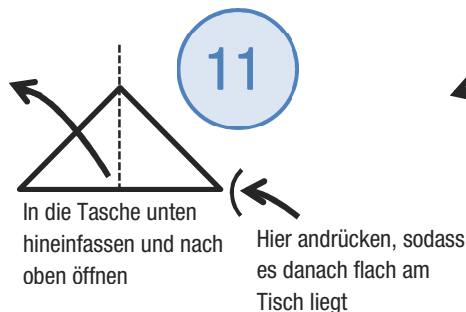 11
In die Tasche unten
hineinfassen und nach
oben öffnen
Hier andrücken, sodass
es danach flach am
Tisch liegt